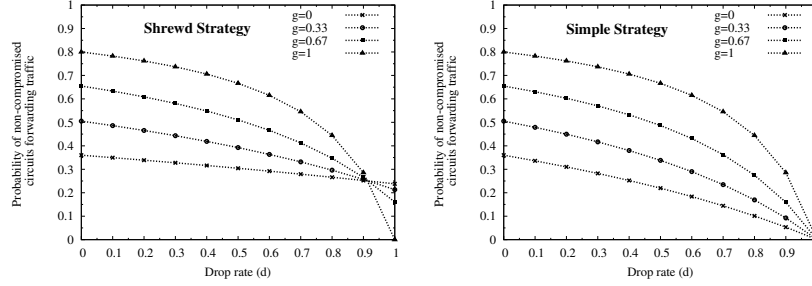 Shrewd Strategy
g=0
g=0.33
g=0.67
g=1
Probability of non-compromised
circuits forwarding traffic
1
0.9
0.8
0.7
0.6
0.5
0.4
0.3
0.2
0.1
0
0 0.1 0.2 0.3 0.4 0.5 0.6 0.7 0.8 0.9 1
Drop rate (d)
Simple Strategy
g=0
g=0.33
g=0.67
g=1
Probability of non-compromised
circuits forwarding traffic
1
0.9
0.8
0.7
0.6
0.5
0.4
0.3
0.2
0.1
0
0 0.1 0.2 0.3 0.4 0.5 0.6 0.7 0.8 0.9
Drop rate (d)